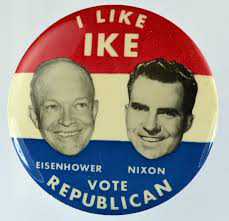 I LIKE
IKE
EISENHOWER
NIXON
VOTE
REPUBLICAN